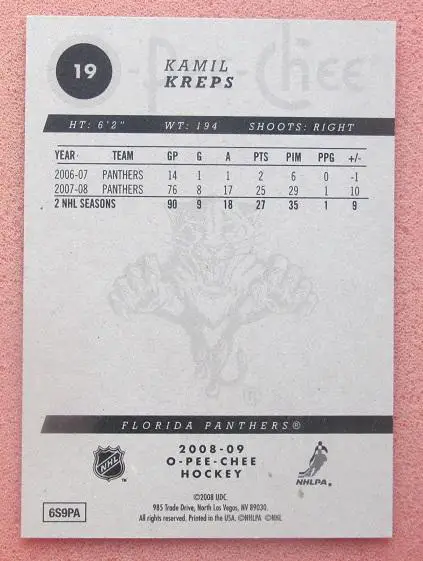 O-Pee-Chee
19
KAMIL
KREPS
HT: 6'2" WT: 194 SHOOTS: RIGHT
YEAR TEAM GP G A PTS PIM PPG +/-
2006-07 PANTHERS 14 1 1 2 6 0 -1
2007-08 PANTHERS 76 8 17 25 29 1 10
2 NHL SEASONS 90 9 18 27 35 1 9
FLORIDA PANTHERS®
NHL
TM
2008-09
O-PEE-CHEE
HOCKEY
NHLPA
©2008 UDC.
985 Trade Drive, North Las Vegas, NV 89030.
All rights reserved. Printed in the USA. ©NHLPA ©NHL
6S9PA